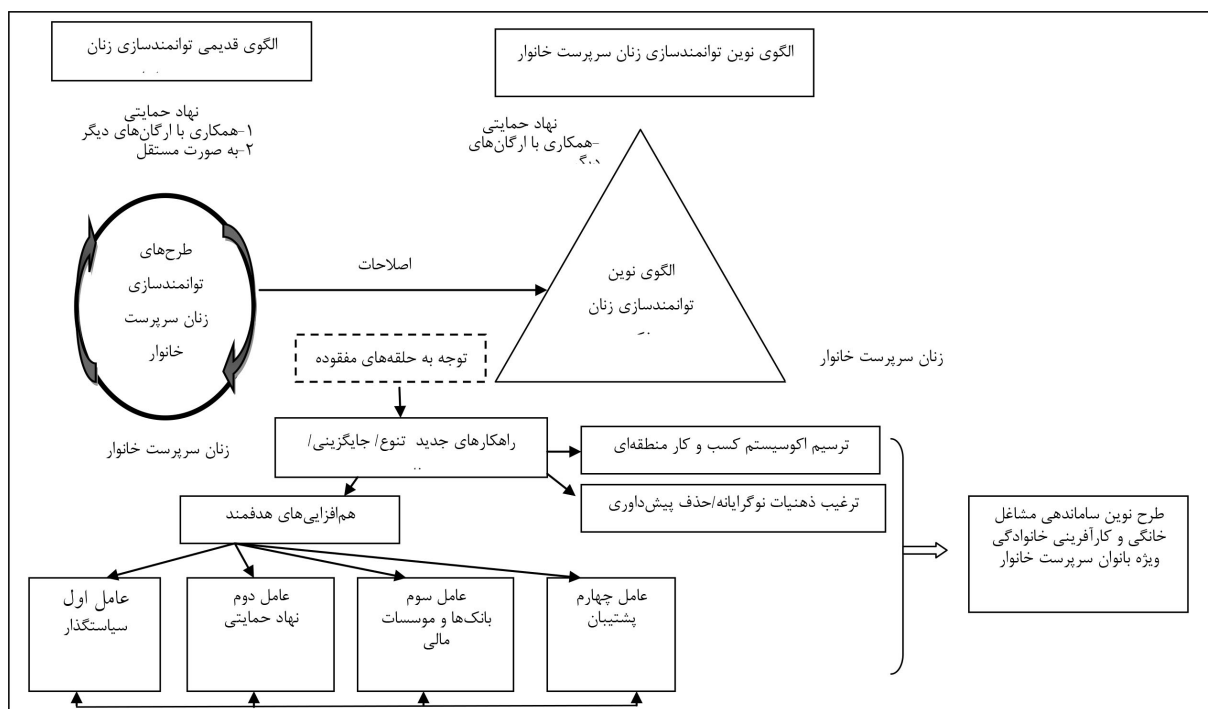 الگوی قدیمی توانمندسازی زنان
الگوی نوین توانمندسازی زنان سرپرست خانوار
نهاد حمایتی
۱-همکاری با ارگان‌های دیگر
۲-به صورت مستقل
نهاد حمایتی
-همکاری با ارگان‌های
طرح‌های
توانمندسازی
زنان سرپرست
خانوار
اصلاحات
الگوی نوین
توانمندسازی زنان
زنان سرپرست خانوار
توجه به حلقه‌های مفقوده
زنان سرپرست خانوار
راهکارهای جدید تنوع/ جایگزینی/
ترسیم اکوسیستم کسب و کار منطقه‌ای
ترغیب ذهنیات نوگرایانه/حذف پیش‌داوری
هم‌افزایی‌های هدفمند
طرح نوین ساماندهی مشاغل
خانگی و کارآفرینی خانوادگی
ویژه بانوان سرپرست خانوار
عامل اول
سیاستگذار
عامل دوم
نهاد حمایتی
عامل سوم
بانک‌ها و موسسات
مالی
عامل چهارم
پشتیبان